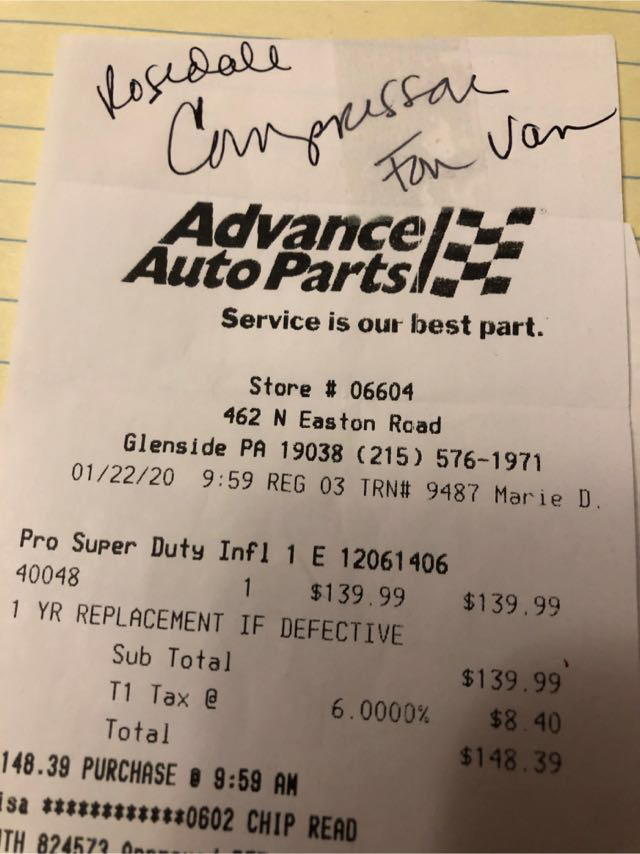 Rosedale
Compressor
For Van
Advance
Auto Parts
Service is our best part.
Store # 06604
462 N Easton Road
Glenside PA 19038 (215) 576-1971
01/22/20 9:59 REG 03 TRN# 9487 Marie D.
Pro Super Duty Infl 1 E 12061406
40048 1 $139.99 $139.99
1 YR REPLACEMENT IF DEFECTIVE
Sub Total $139.99
T1 Tax @ 6.0000% $8.40
Total $148.39
148.39 PURCHASE @ 9:59 AM
isa ************0602 CHIP READ
TH 824573 Approved